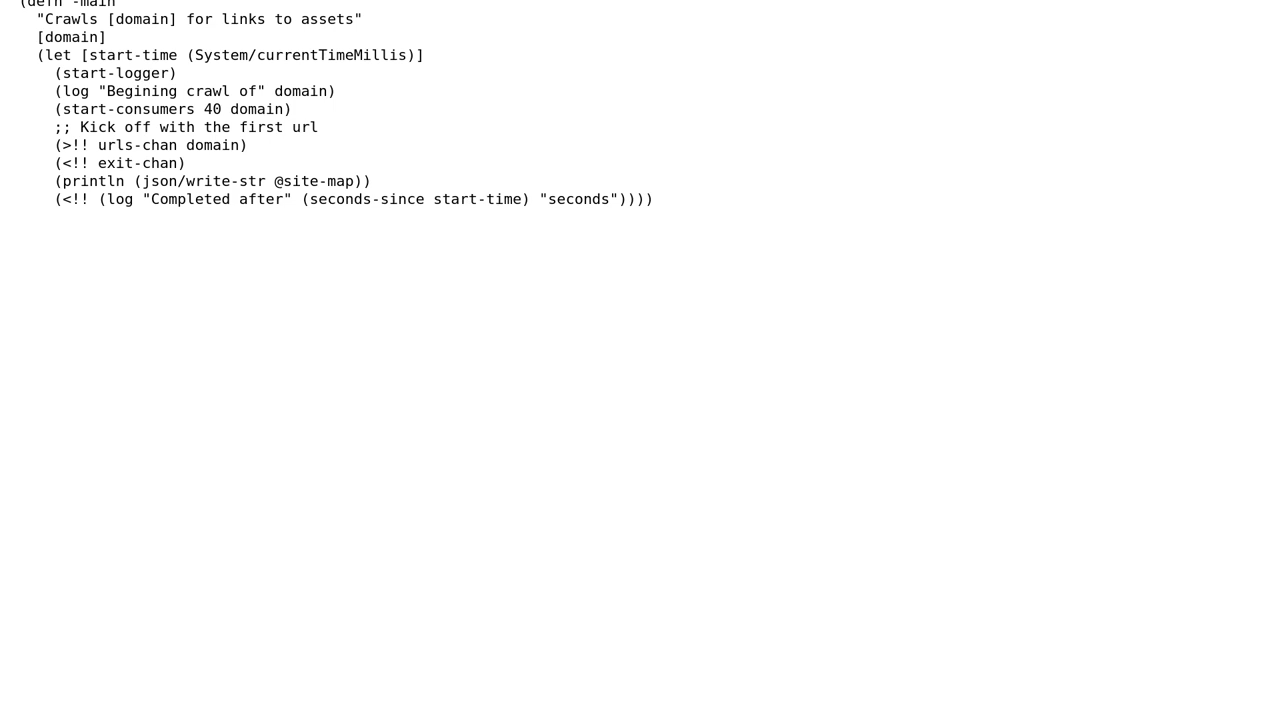 (defn -main
  "Crawls [domain] for links to assets"
  [domain]
  (let [start-time (System/currentTimeMillis)]
    (start-logger)
    (log "Begining crawl of" domain)
    (start-consumers 40 domain)
    ;; Kick off with the first url
    (>!! urls-chan domain)
    (<!! exit-chan)
    (println (json/write-str @site-map))
    (<!! (log "Completed after" (seconds-since start-time) "seconds"))))